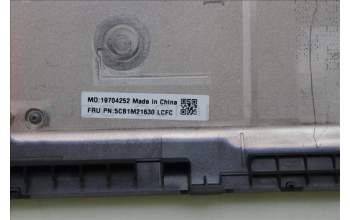 MO:19704252 Made in China
FRU PN:5CB1M21630 LCFC